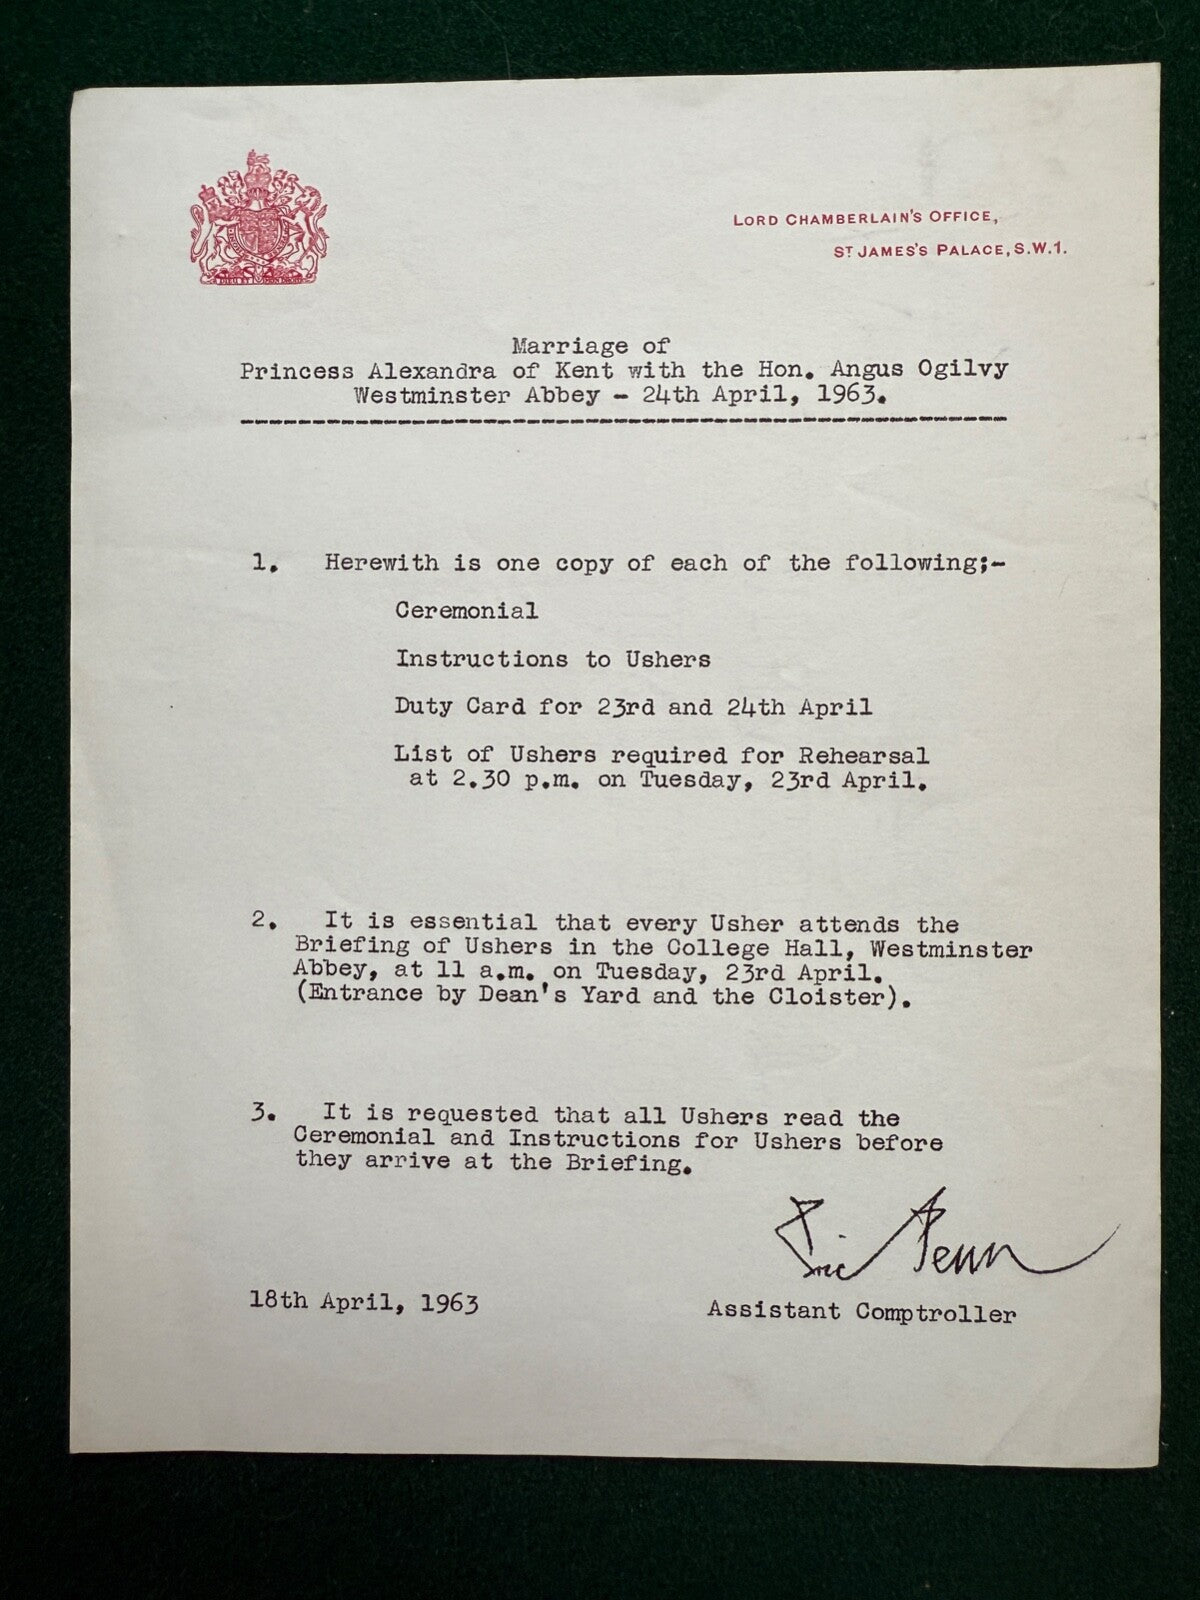 DIEU ET MON DROIT
LORD CHAMBERLAIN'S OFFICE,
ST JAMES'S PALACE, S.W.1.
Marriage of
Princess Alexandra of Kent with the Hon. Angus Ogilvy
Westminster Abbey - 24th April, 1963.
1. Herewith is one copy of each of the following;-
Ceremonial
Instructions to Ushers
Duty Card for 23rd and 24th April
List of Ushers required for Rehearsal
at 2.30 p.m. on Tuesday, 23rd April.
2. It is essential that every Usher attends the
Briefing of Ushers in the College Hall, Westminster
Abbey, at 11 a.m. on Tuesday, 23rd April.
(Entrance by Dean's Yard and the Cloister).
3. It is requested that all Ushers read the
Ceremonial and Instructions for Ushers before
they arrive at the Briefing.
Eric Penn
18th April, 1963
Assistant Comptroller